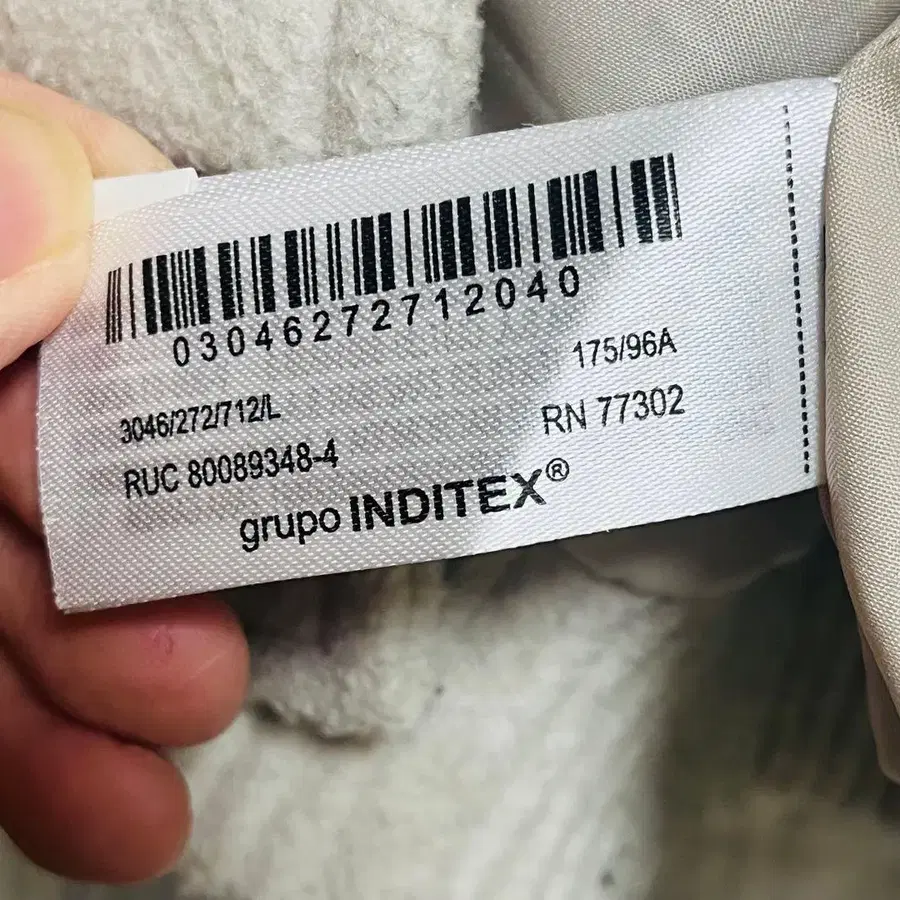 03046272712040
175/96A
3046/272/712/L
RN 77302
RUC 80089348-4
grupo INDITEX®